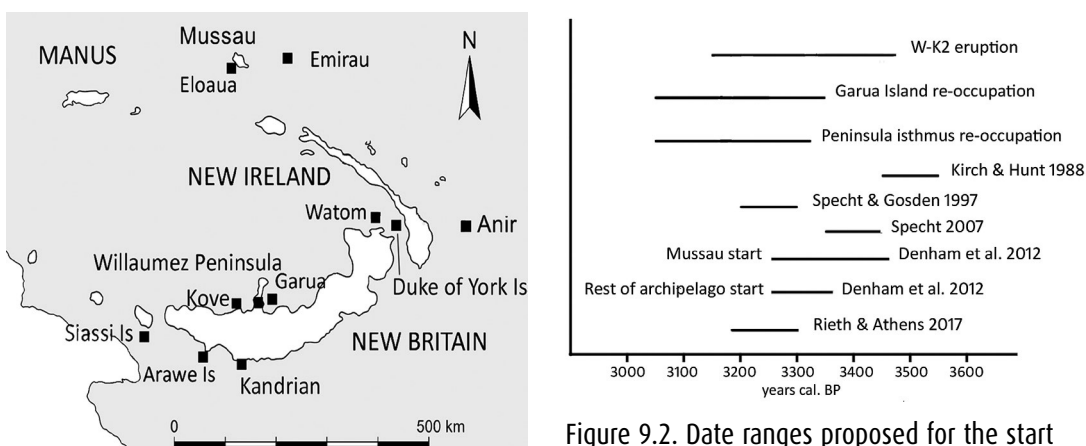 MANUS
Mussau
Emirau
Eloaua
N
NEW IRELAND
Watom
Anir
Willaumez Peninsula
Garua
Duke of York Is
Kove
Siassi Is
NEW BRITAIN
Arawe Is
Kandrian
0 500 km
W-K2 eruption
Garua Island re-occupation
Peninsula isthmus re-occupation
Kirch & Hunt 1988
Specht & Gosden 1997
Specht 2007
Mussau start Denham et al. 2012
Rest of archipelago start Denham et al. 2012
Rieth & Athens 2017
3000 3100 3200 3300 3400 3500 3600
years cal. BP
Figure 9.2. Date ranges proposed for the start